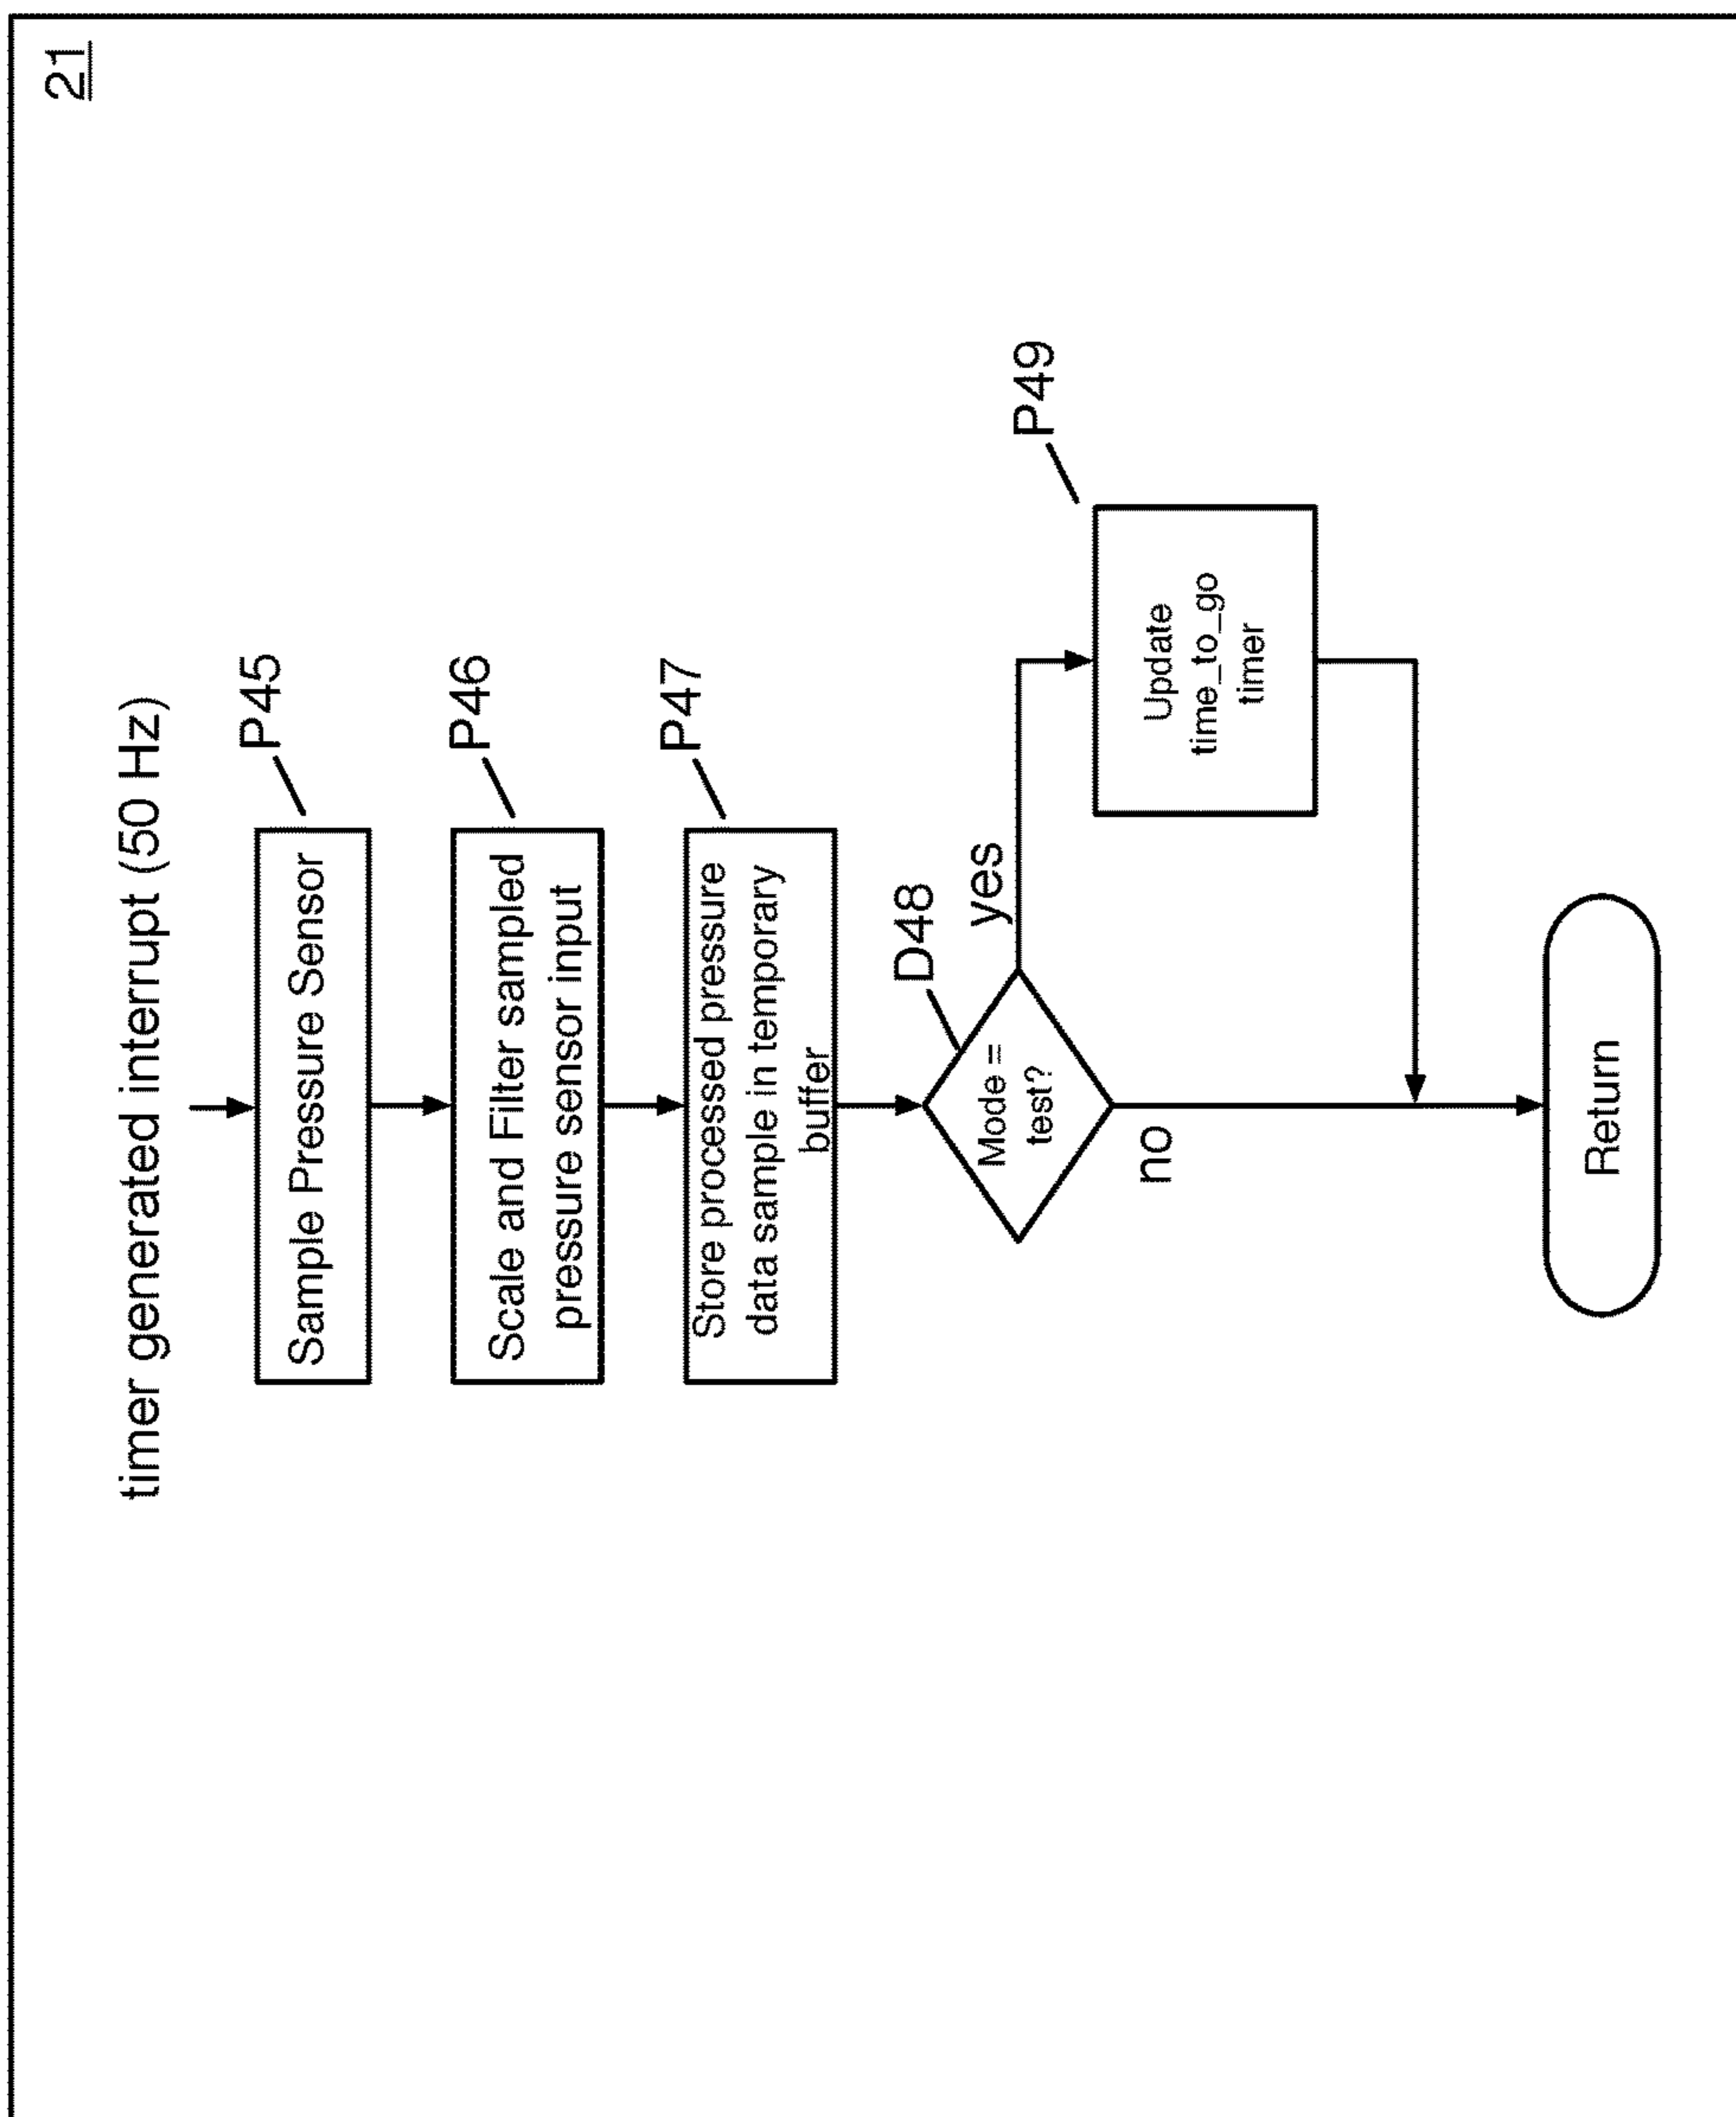 21
timer generated interrupt (50 Hz)
P45
Sample Pressure Sensor
P46
Scale and Filter sampled
pressure sensor input
P47
Store processed pressure
data sample in temporary
buffer
D48
Mode =
test?
yes
no
P49
Update
time_to_go
timer
Return